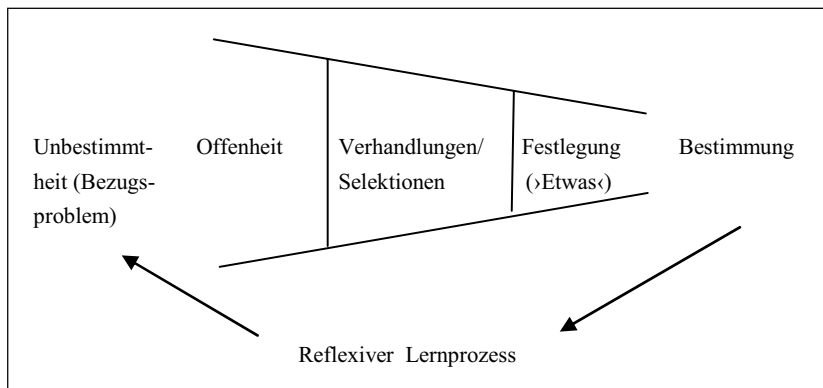 Unbestimmt-
heit (Bezugs-
problem)
Offenheit
Verhandlungen/
Selektionen
Festlegung
(›Etwas‹)
Bestimmung
Reflexiver Lernprozess